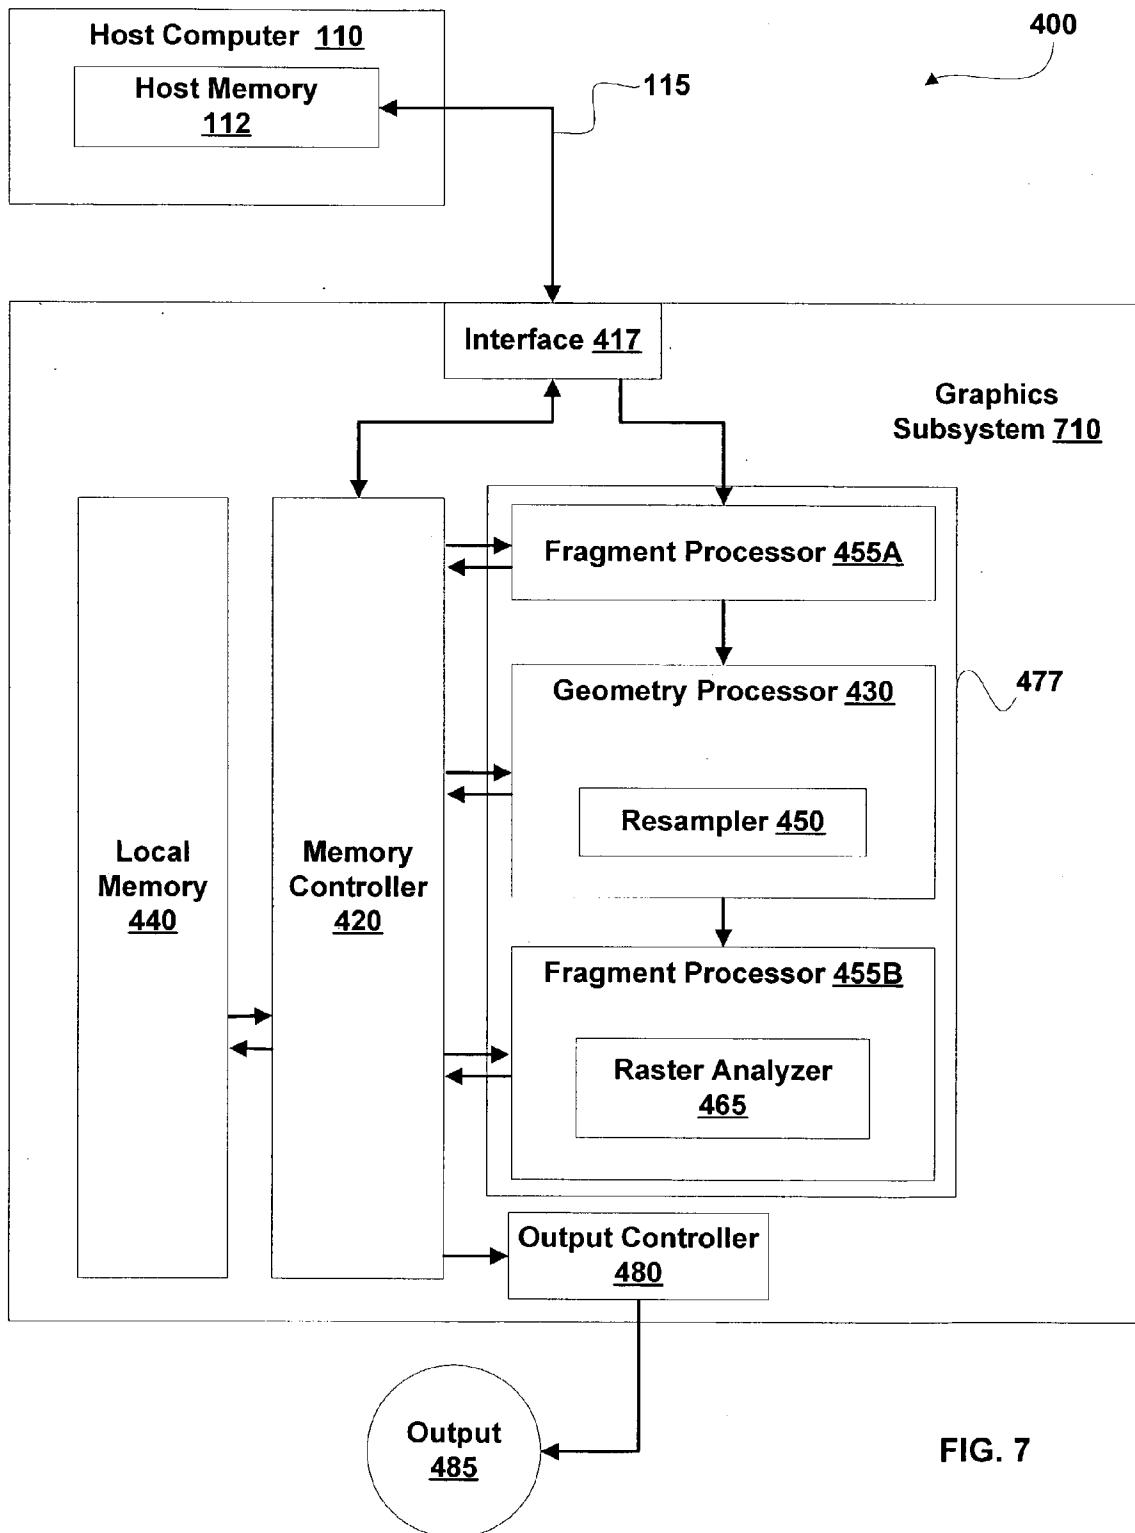 Host Computer 110
400
Host Memory
112
115
Interface 417
Graphics
Subsystem 710
Fragment Processor 455A
Geometry Processor 430
477
Resampler 450
Local
Memory
440
Memory
Controller
420
Fragment Processor 455B
Raster Analyzer
465
Output Controller
480
Output
485
FIG. 7